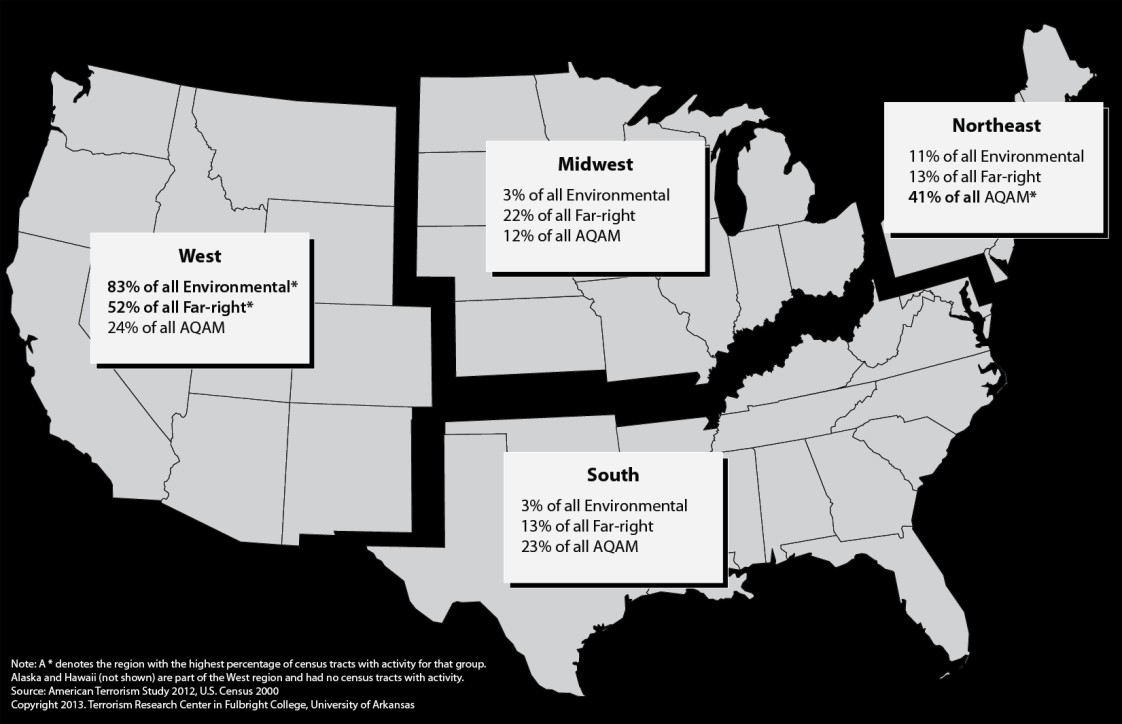 Northeast
11% of all Environmental
13% of all Far-right
41% of all AQAM*
Midwest
3% of all Environmental
22% of all Far-right
12% of all AQAM
West
83% of all Environmental*
52% of all Far-right*
24% of all AQAM
South
3% of all Environmental
13% of all Far-right
23% of all AQAM
Note: A * denotes the region with the highest percentage of census tracts with activity for that group.
Alaska and Hawaii (not shown) are part of the West region and had no census tracts with activity.
Source: American Terrorism Study 2012, U.S. Census 2000
Copyright 2013. Terrorism Research Center in Fulbright College, University of Arkansas